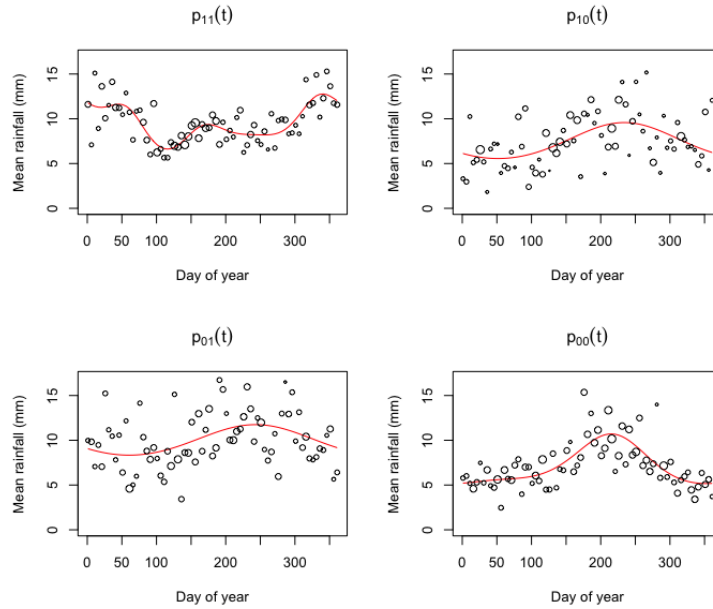 p11(t)
Mean rainfall (mm)
15
10
5
0
0 50 100 200 300
Day of year
p10(t)
Mean rainfall (mm)
15
10
5
0
0 50 100 200 300
Day of year
p01(t)
Mean rainfall (mm)
15
10
5
0
0 50 100 200 300
Day of year
p00(t)
Mean rainfall (mm)
15
10
5
0
0 50 100 200 300
Day of year